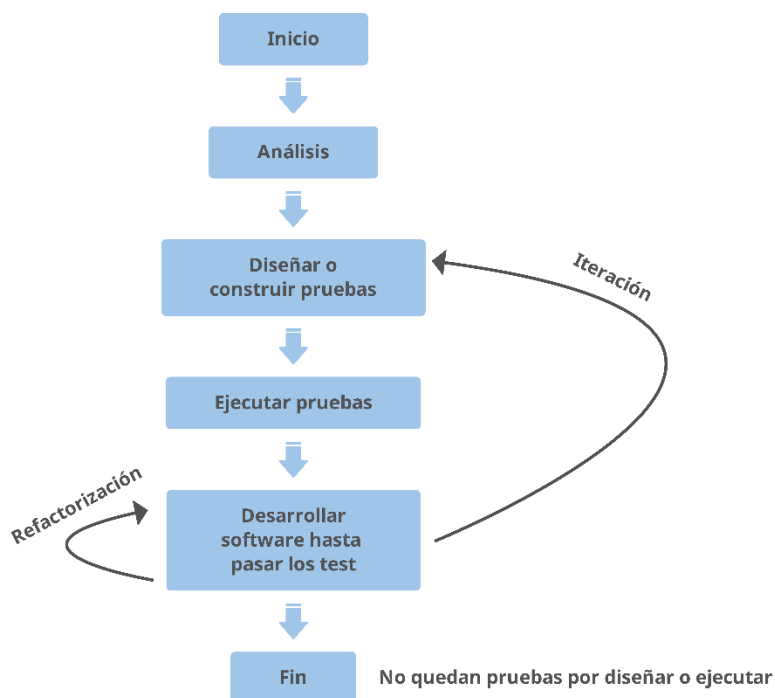 Inicio
Análisis
Diseñar o
construir pruebas
Iteración
Ejecutar pruebas
Refactorización
Desarrollar
software hasta
pasar los test
Fin
No quedan pruebas por diseñar o ejecutar